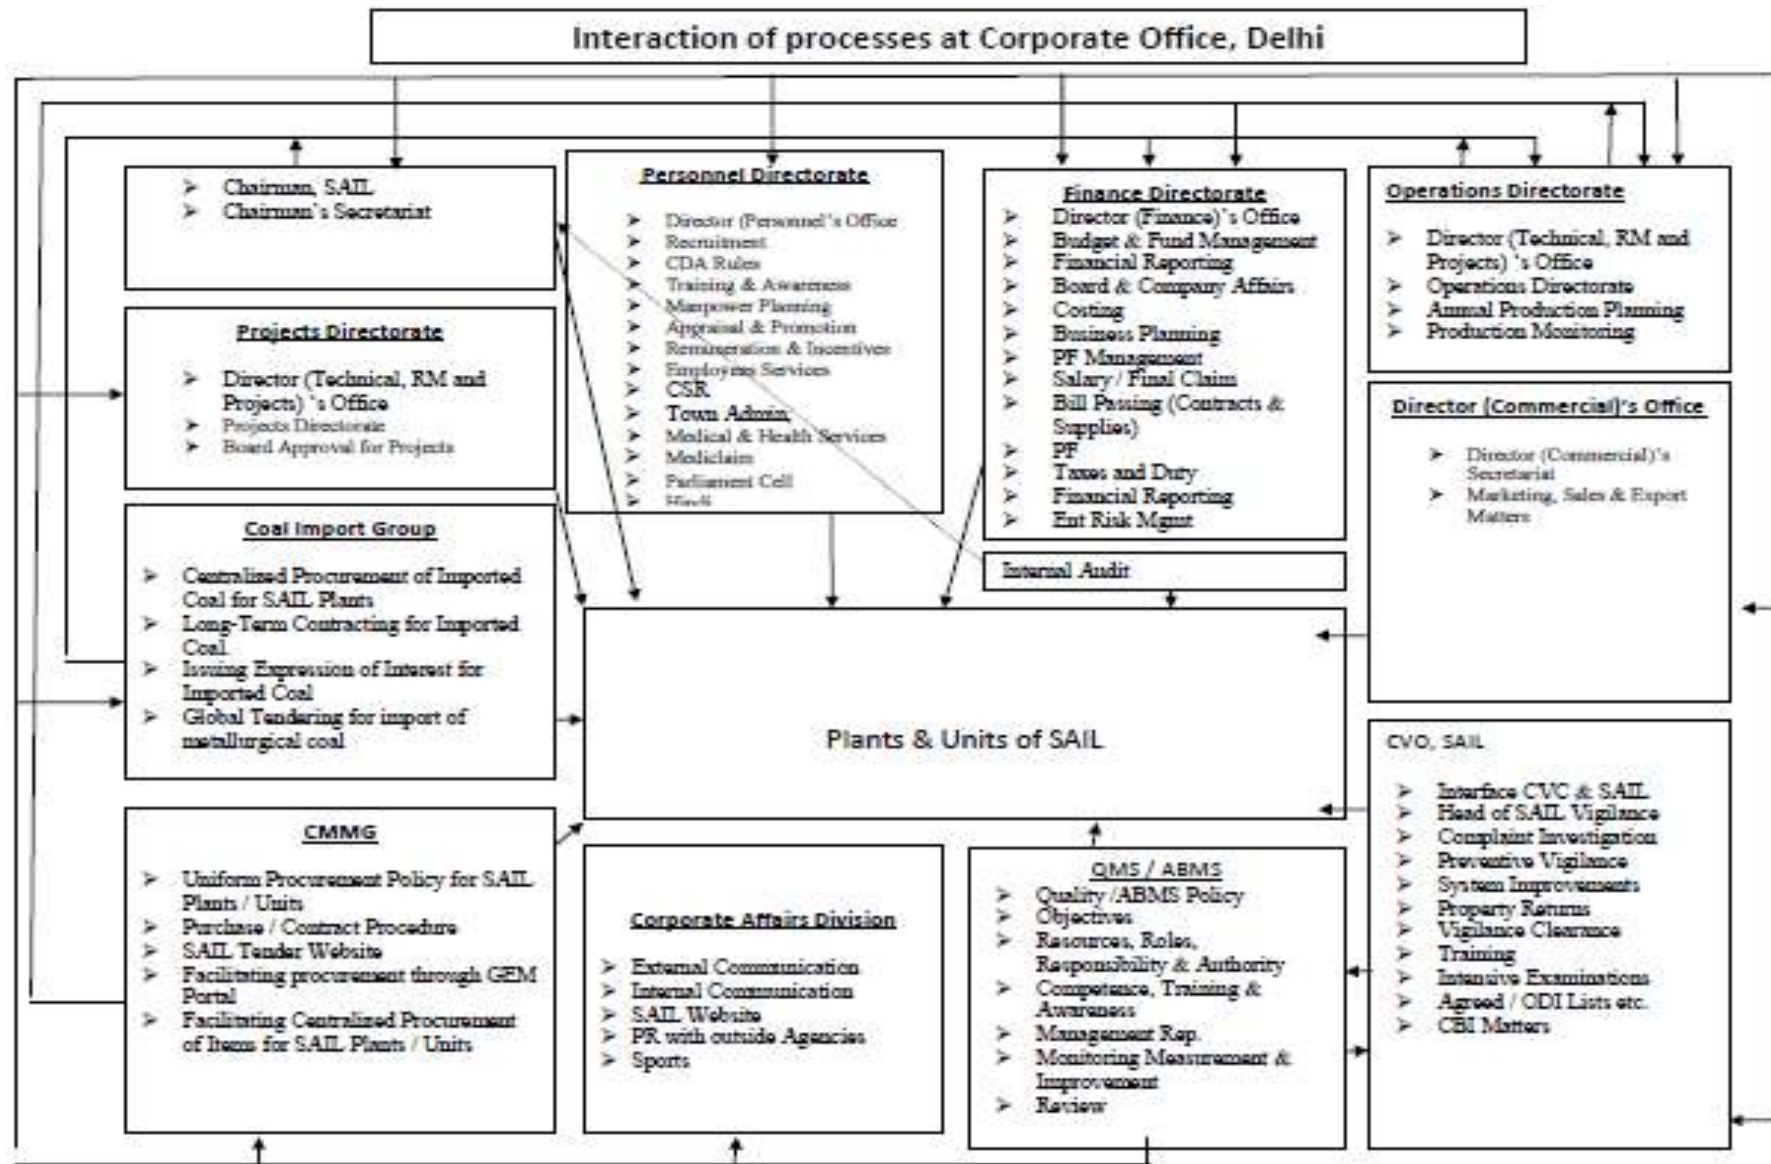 Interaction of processes at Corporate Office, Delhi
Chairman, SAIL
Chairman's Secretariat
Projects Directorate
Director (Technical, RM and
Projects) 's Office
Projects Directorate
Board Approval for Projects
Coal Import Group
Centralized Procurement of Imported
Coal for SAIL Plants
Long-Term Contracting for Imported
Coal.
Issuing Expression of Interest for
Imported Coal
Global Tendering for import of
metallurgical coal
CMMG
Uniform Procurement Policy for SAIL
Plants / Units
Purchase / Contract Procedure
SAIL Tender Website
Facilitating procurement through GEM
Portal
Facilitating Centralized Procurement
of Items for SAIL Plants / Units
Personnel Directorate
Director (Personnel's Office
Recruitment
CDA Rules
Training & Awareness
Manpower Planning
Appraisal & Promotion
Remuneration & Incentives
Employees Services
CSR
Town Admin.
Medical & Health Services
Mediclaim
Parliament Cell
Hindi
Finance Directorate
Director (Finance)'s Office
Budget & Fund Management
Financial Reporting
Board & Company Affairs
Costing
Business Planning
PF Management
Salary / Final Claim
Bill Passing (Contracts &
Supplies)
PF
Taxes and Duty
Financial Reporting
Ent Risk Mgmt
Internal Audit
Operations Directorate
Director (Technical, RM and
Projects) 's Office
Operations Directorate
Annual Production Planning
Production Monitoring
Director (Commercial)'s Office
Director (Commercial)'s
Secretariat
Marketing, Sales & Export
Matters
Plants & Units of SAIL
Corporate Affairs Division
External Communication
Internal Communication
SAIL Website
PR with outside Agencies
Sports
QMS / ABMS
Quality /ABMS Policy
Objectives
Resources, Roles,
Responsibility & Authority
Competence, Training &
Awareness
Management Rep.
Monitoring Measurement &
Improvement
Review
CVO, SAIL
Interface CVC & SAIL
Head of SAIL Vigilance
Complaint Investigation
Preventive Vigilance
System Improvements
Property Returns
Vigilance Clearance
Training
Intensive Examinations
Agreed / ODI Lists etc.
CBI Matters